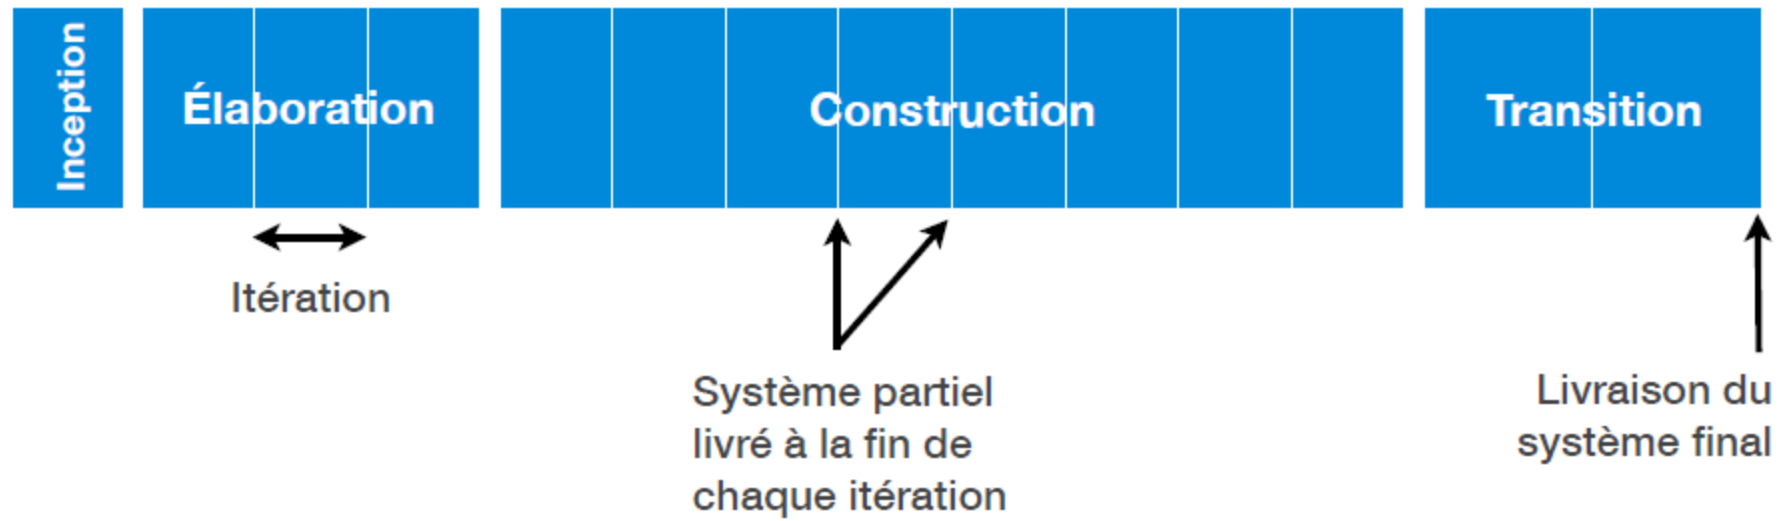 Inception
Élaboration
Construction
Transition
Itération
Système partiel
livré à la fin de
chaque itération
Livraison du
système final